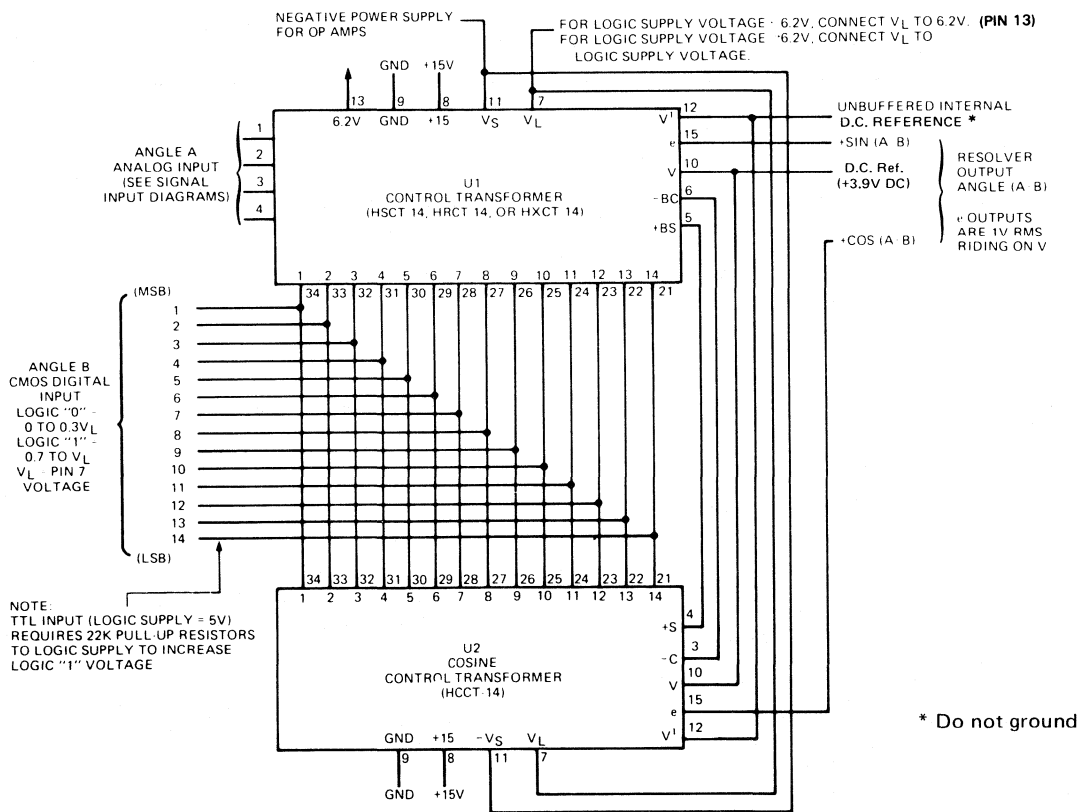 NEGATIVE POWER SUPPLY
FOR OP AMPS
FOR LOGIC SUPPLY VOLTAGE · 6.2V, CONNECT VL TO 6.2V. (PIN 13)
FOR LOGIC SUPPLY VOLTAGE · 6.2V, CONNECT VL TO
LOGIC SUPPLY VOLTAGE.
GND +15V
13 9 8 11 7
6.2V GND +15 VS VL
ANGLE A
ANALOG INPUT
(SEE SIGNAL
INPUT DIAGRAMS)
1
2
3
4
U1
CONTROL TRANSFORMER
(HSCT 14, HRCT 14, OR HXCT 14)
V' 12
e 15
V 10
-BC 6
+BS 5
UNBUFFERED INTERNAL
D.C. REFERENCE *
+SIN (A-B)
D.C. Ref.
(+3.9V DC)
+COS (A-B)
RESOLVER
OUTPUT
ANGLE (A-B)
e OUTPUTS
ARE 1V RMS
RIDING ON V
1 2 3 4 5 6 7 8 9 10 11 12 13 14
34 33 32 31 30 29 28 27 26 25 24 23 22 21
(MSB)
1
2
3
4
5
6
7
8
9
10
11
12
13
14
(LSB)
ANGLE B
CMOS DIGITAL
INPUT
LOGIC "0" -
0 TO 0.3VL
LOGIC "1" -
0.7 TO VL
VL - PIN 7
VOLTAGE
NOTE:
TTL INPUT (LOGIC SUPPLY = 5V)
REQUIRES 22K PULL-UP RESISTORS
TO LOGIC SUPPLY TO INCREASE
LOGIC "1" VOLTAGE
34 33 32 31 30 29 28 27 26 25 24 23 22 21
1 2 3 4 5 6 7 8 9 10 11 12 13 14
U2
COSINE
CONTROL TRANSFORMER
(HCCT-14)
+S 4
-C 3
V 10
e 15
V' 12
GND +15 -VS VL
9 8 11 7
GND +15V
* Do not ground